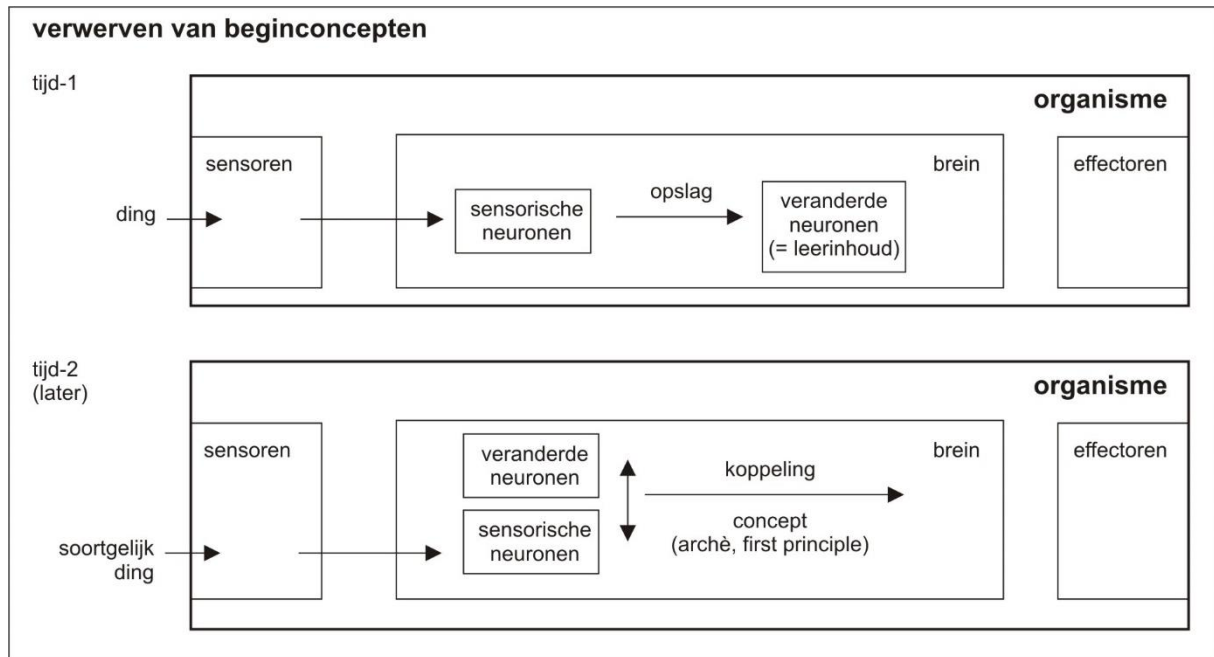 verwerven van beginconcepten
tijd-1
organisme
sensoren
brein
effectoren
ding
sensorische
neuronen
opslag
veranderde
neuronen
(= leerinhoud)
tijd-2
(later)
organisme
sensoren
brein
effectoren
soortgelijk
ding
veranderde
neuronen
sensorische
neuronen
koppeling
concept
(archè, first principle)